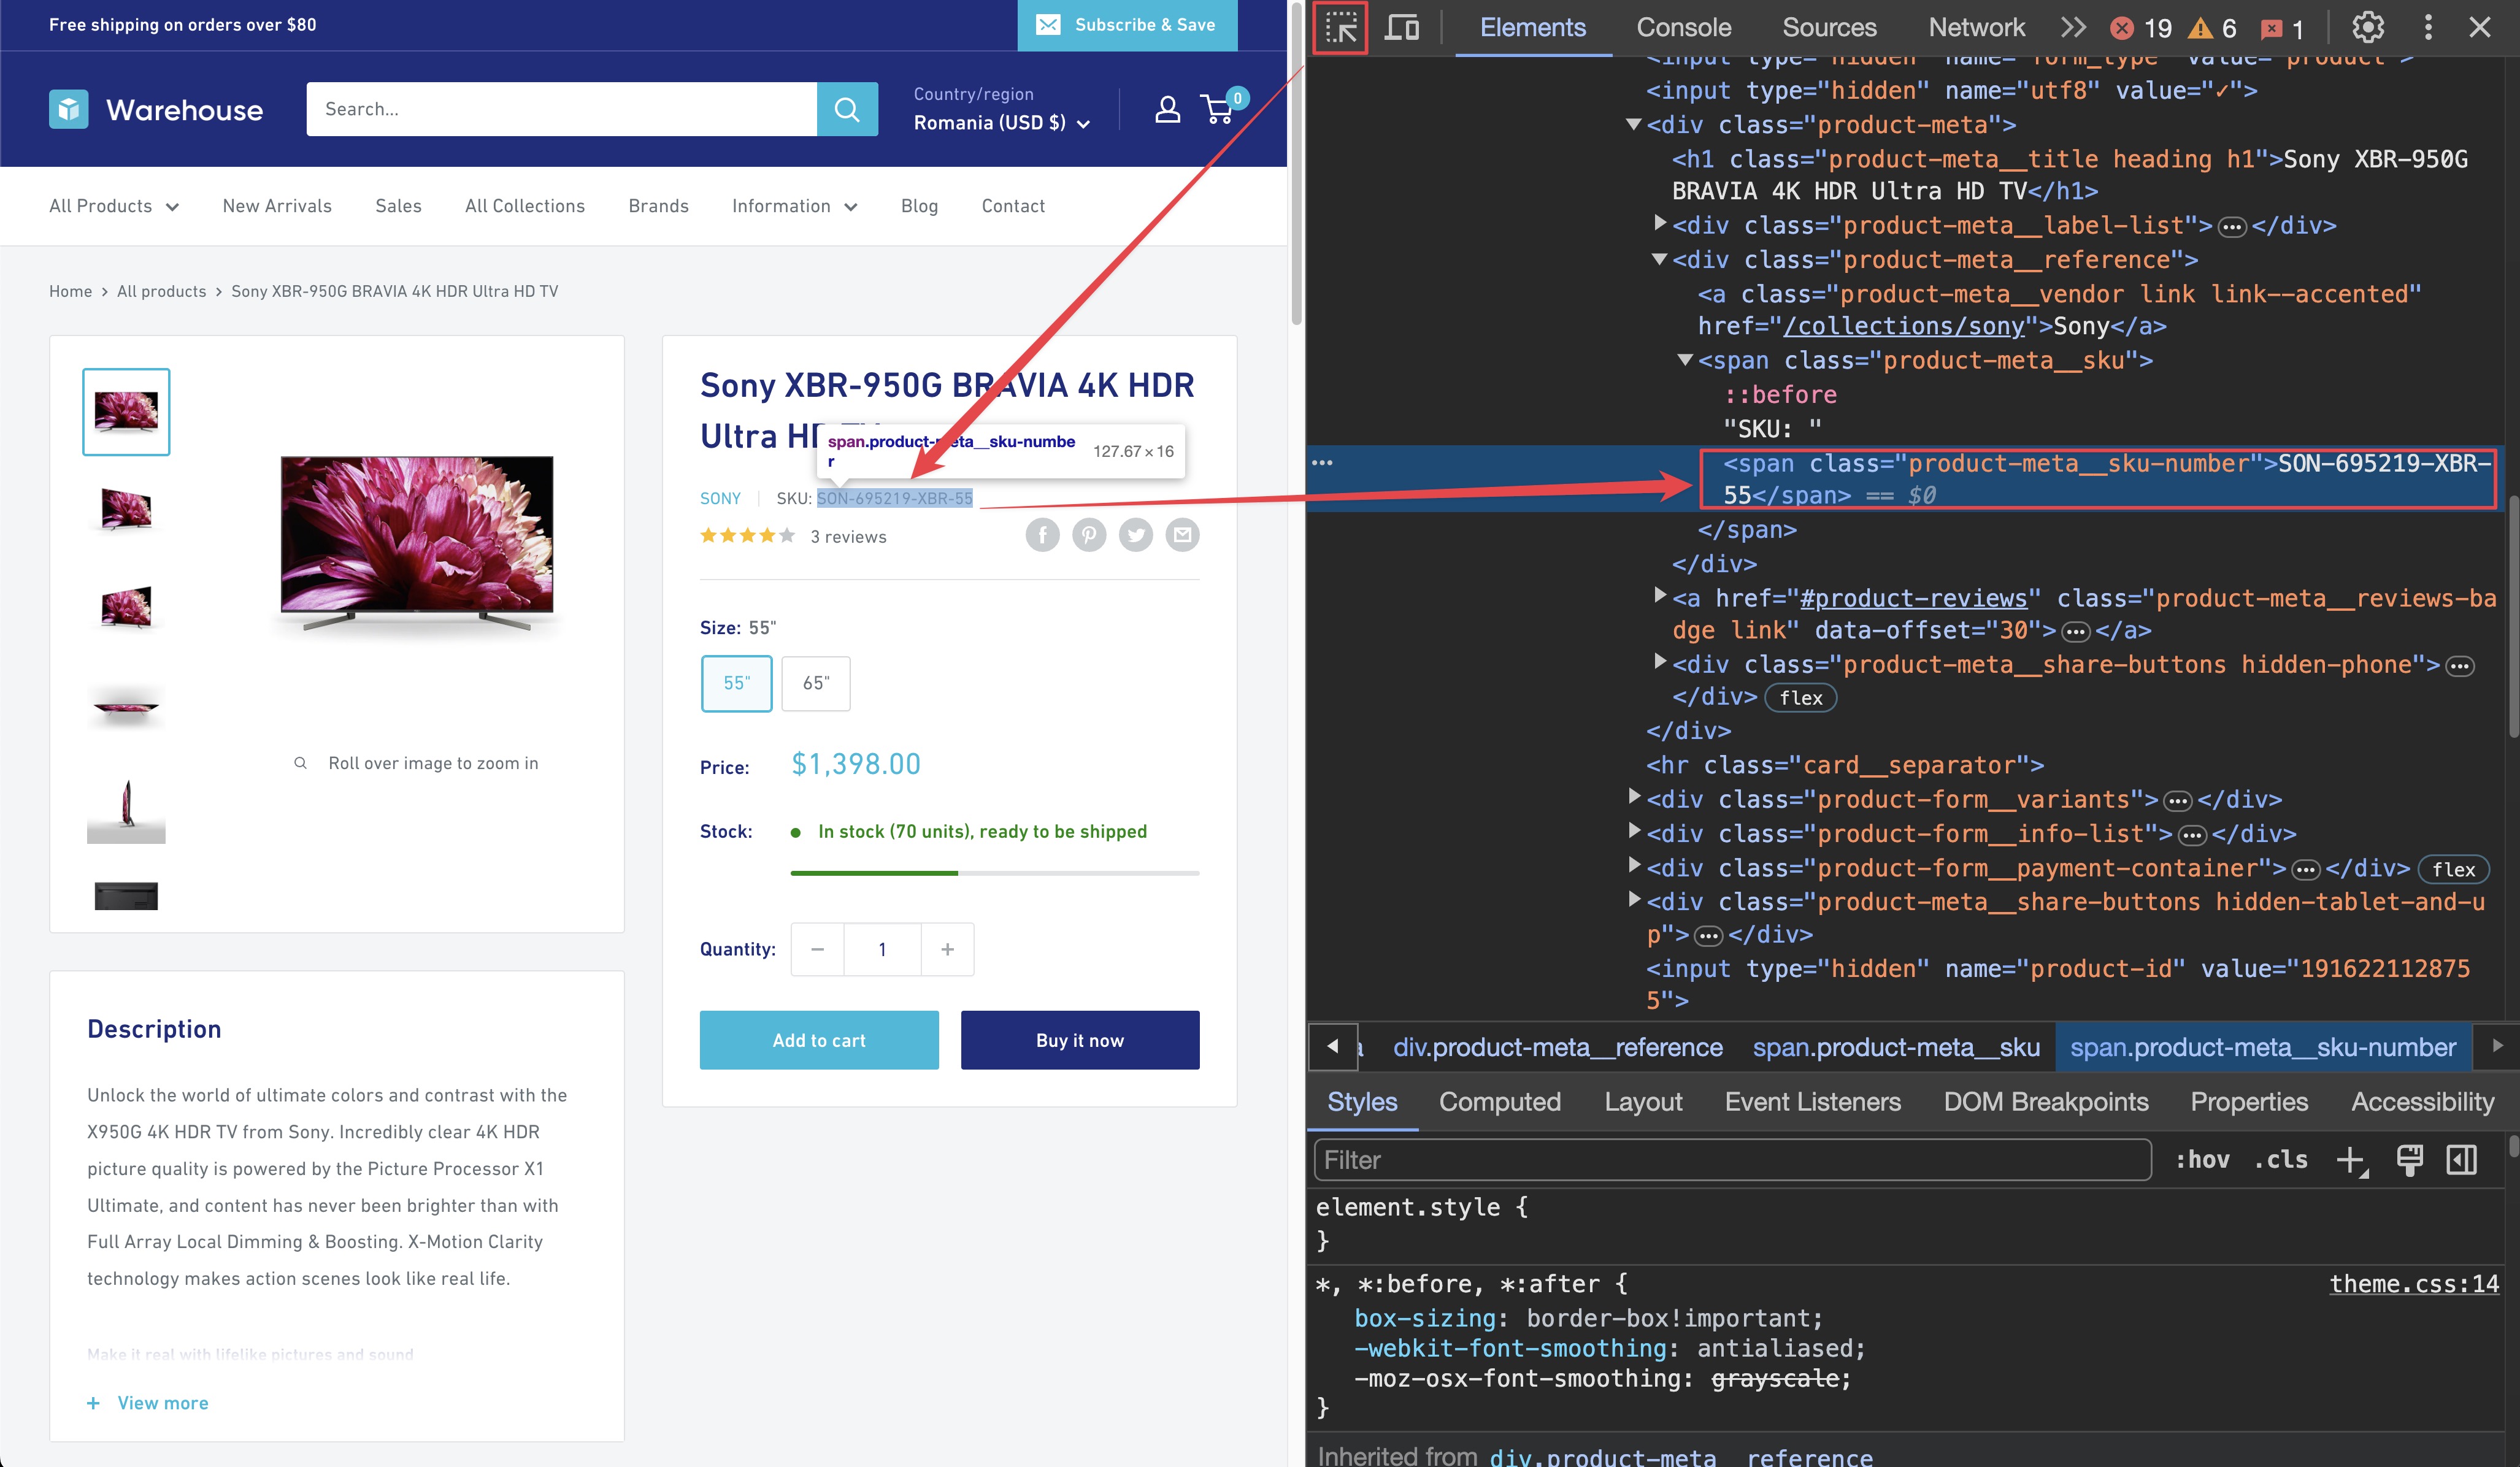 Free shipping on orders over $80
Subscribe & Save
Warehouse
Search...
Country/region
Romania (USD $)
0
All Products
New Arrivals
Sales
All Collections
Brands
Information
Blog
Contact
Home > All products > Sony XBR-950G BRAVIA 4K HDR Ultra HD TV
Roll over image to zoom in
Sony XBR-950G BRAVIA 4K HDR
Ultra HD
span.product-meta__sku-numbe
r
127.67 × 16
SONY
SKU: SON-695219-XBR-55
3 reviews
Size: 55"
55"
65"
Price:
$1,398.00
Stock:
In stock (70 units), ready to be shipped
Quantity:
− 1 +
Add to cart
Buy it now
Description
Unlock the world of ultimate colors and contrast with the
X950G 4K HDR TV from Sony. Incredibly clear 4K HDR
picture quality is powered by the Picture Processor X1
Ultimate, and content has never been brighter than with
Full Array Local Dimming & Boosting. X-Motion Clarity
technology makes action scenes look like real life.
Make it real with lifelike pictures and sound
+ View more
Elements
Console
Sources
Network
19
6
1
<input type="hidden" name="form_type" value="product">
<input type="hidden" name="utf8" value="✓">
<div class="product-meta">
<h1 class="product-meta__title heading h1">Sony XBR-950G
BRAVIA 4K HDR Ultra HD TV</h1>
<div class="product-meta__label-list">…</div>
<div class="product-meta__reference">
<a class="product-meta__vendor link link--accented"
href="/collections/sony">Sony</a>
<span class="product-meta__sku">
::before
"SKU: "
<span class="product-meta__sku-number">SON-695219-XBR-
55</span> == $0
</span>
</div>
<a href="#product-reviews" class="product-meta__reviews-ba
dge link" data-offset="30">…</a>
<div class="product-meta__share-buttons hidden-phone">…
</div> flex
</div>
<hr class="card__separator">
<div class="product-form__variants">…</div>
<div class="product-form__info-list">…</div>
<div class="product-form__payment-container">…</div> flex
<div class="product-meta__share-buttons hidden-tablet-and-u
p">…</div>
<input type="hidden" name="product-id" value="191622112875
5">
div.product-meta__reference
span.product-meta__sku
span.product-meta__sku-number
Styles
Computed
Layout
Event Listeners
DOM Breakpoints
Properties
Accessibility
Filter
:hov
.cls
element.style {
}
*, *:before, *:after {
theme.css:14
box-sizing: border-box!important;
-webkit-font-smoothing: antialiased;
-moz-osx-font-smoothing: grayscale;
}
Inherited from div.product-meta__reference